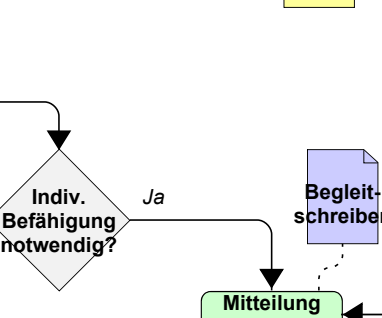 Indiv.
Befähigung
notwendig?
Ja
Begleit-
schreiben
Mitteilung